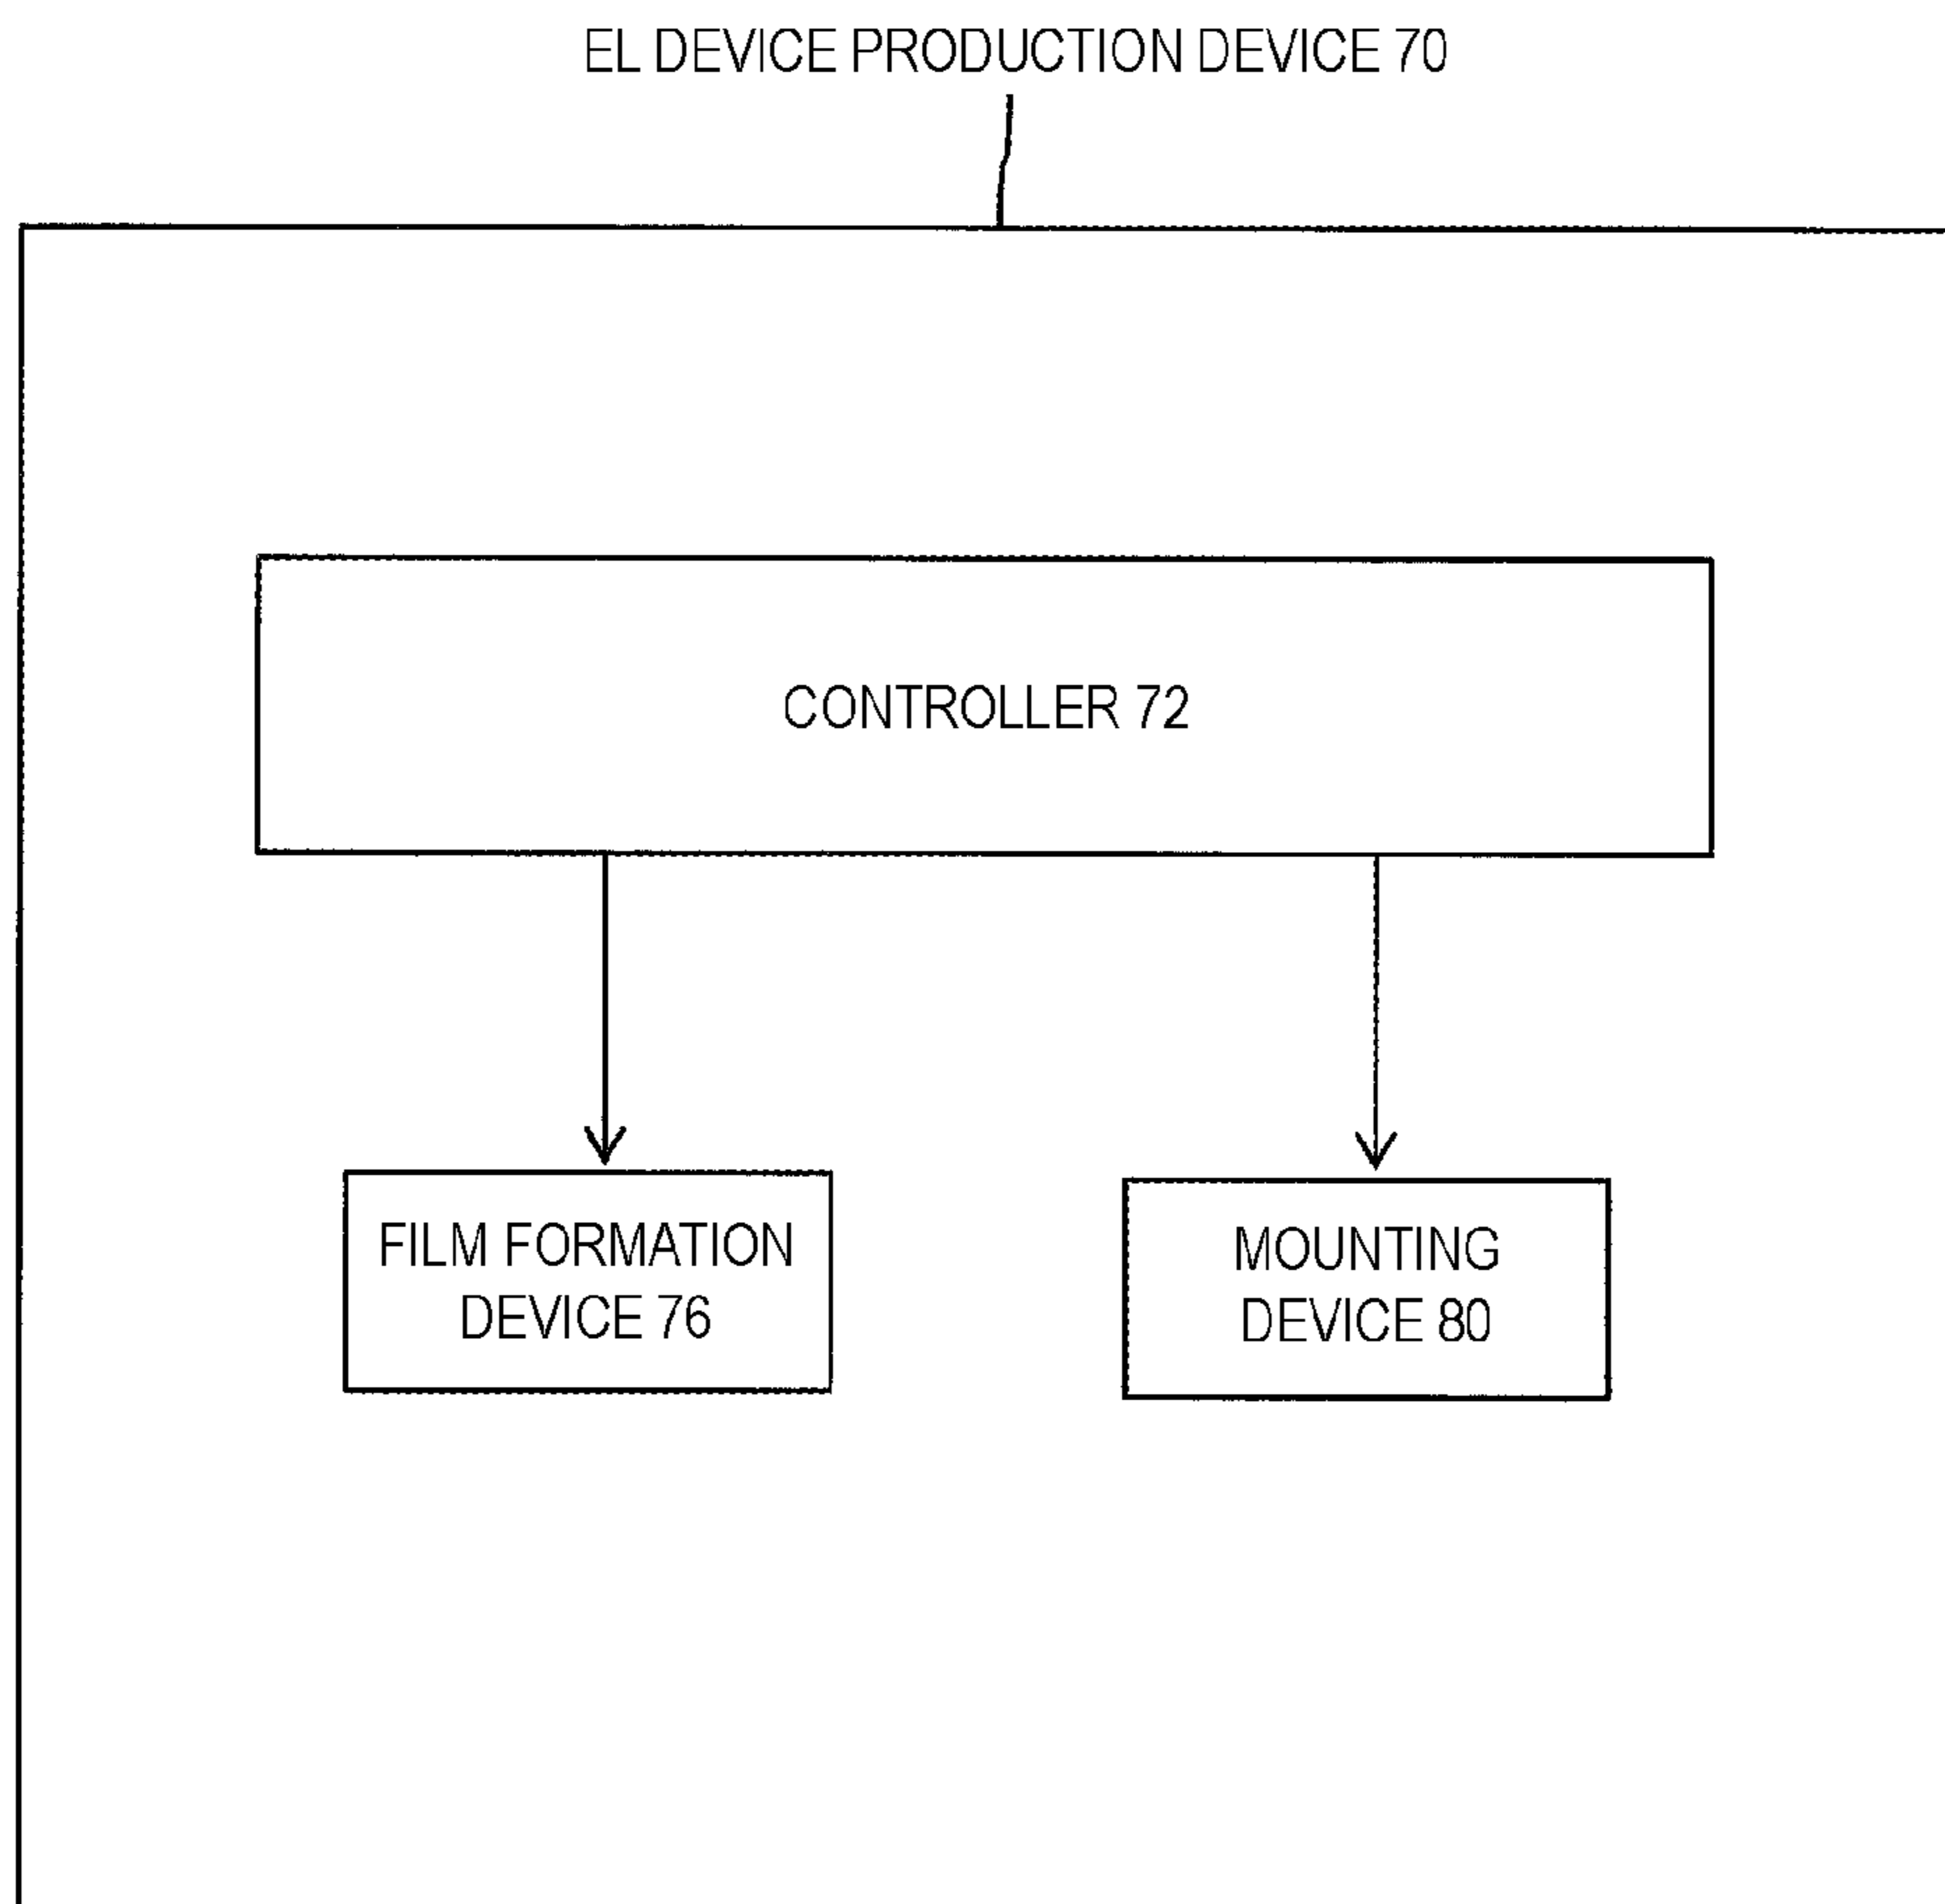 EL DEVICE PRODUCTION DEVICE 70
CONTROLLER 72
FILM FORMATION
DEVICE 76
MOUNTING
DEVICE 80